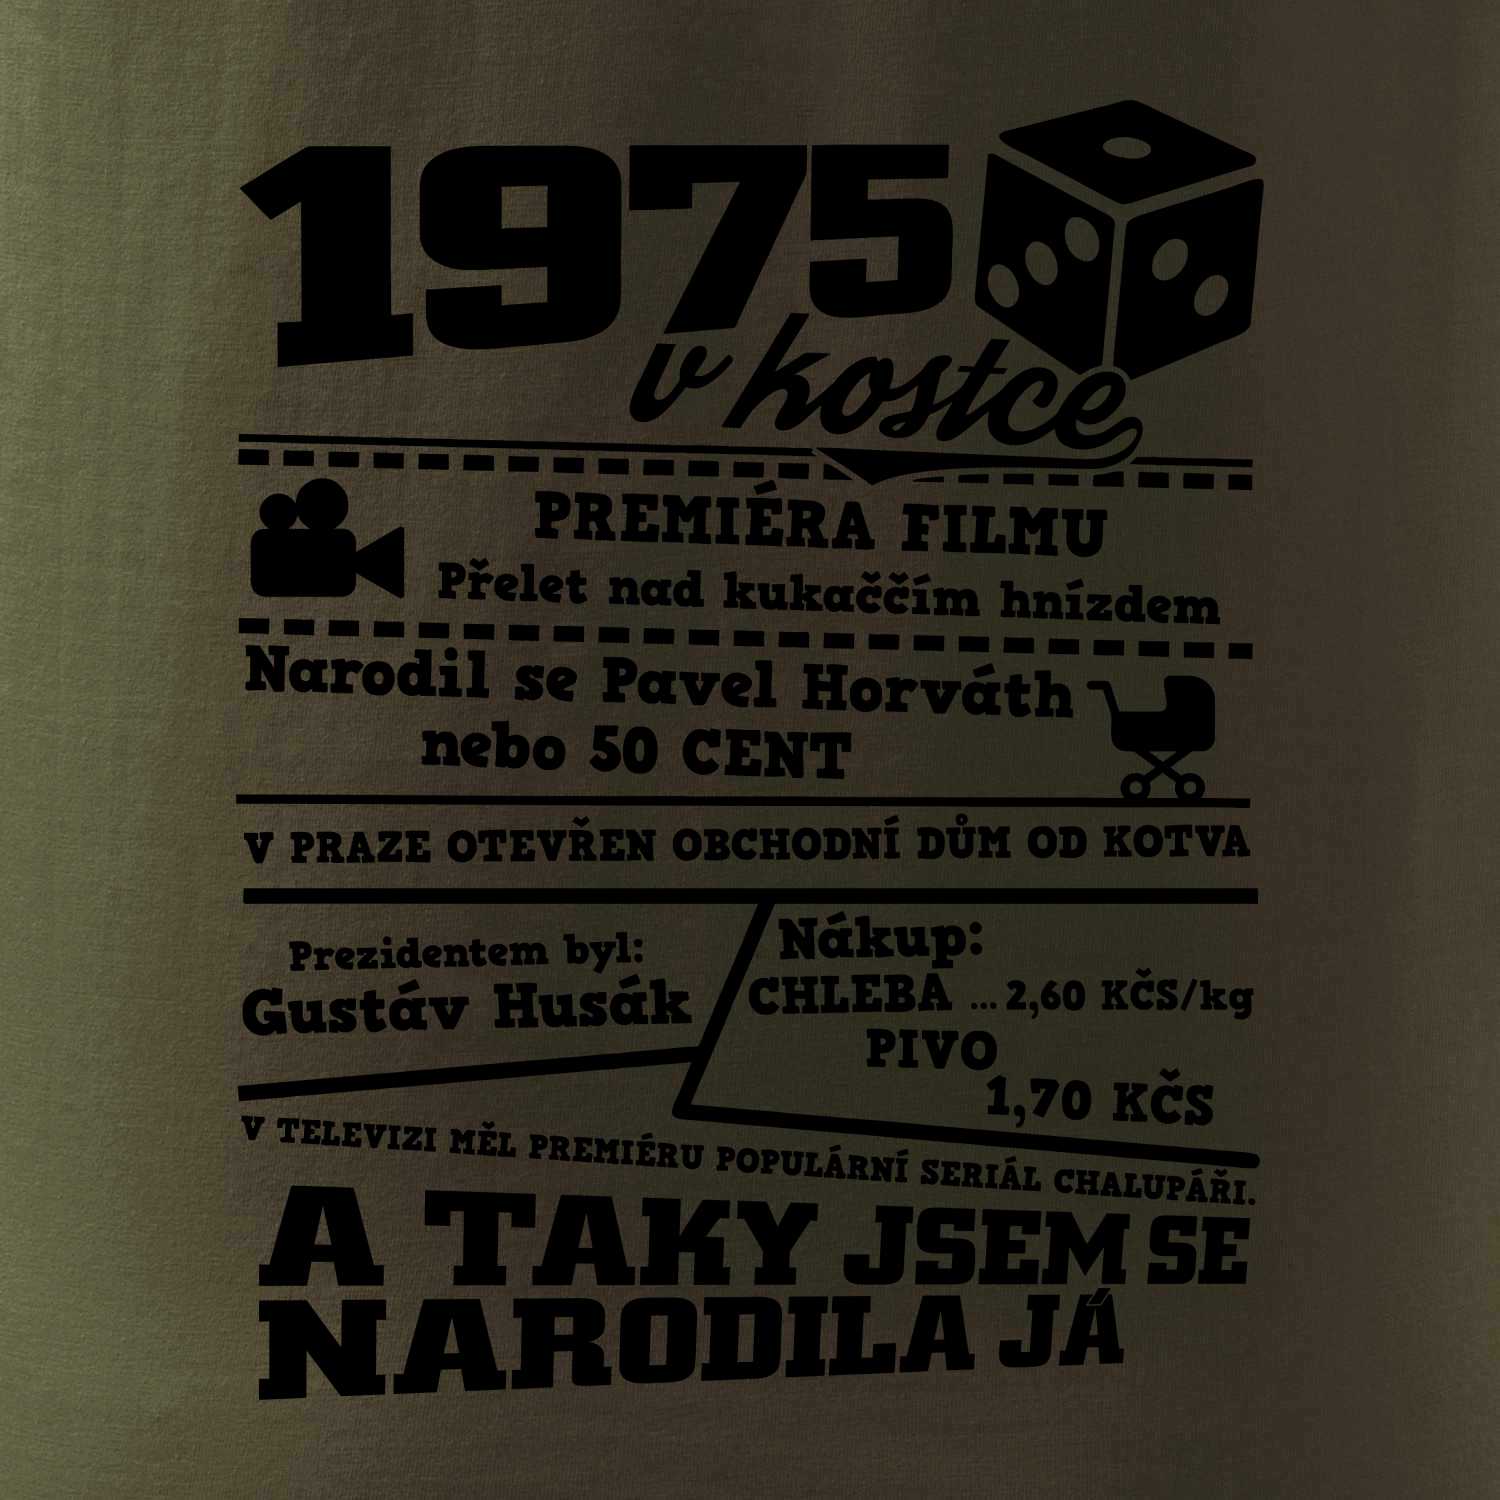 1975
v kostce
PREMIÉRA FILMU
Přelet nad kukaččím hnízdem
Narodil se Pavel Horváth
nebo 50 CENT
V PRAZE OTEVŘEN OBCHODNÍ DŮM OD KOTVA
Prezidentem byl:
Gustáv Husák
Nákup:
CHLEBA ... 2,60 KČS/kg
PIVO
1,70 KČS
V TELEVIZI MĚL PREMIÉRU POPULÁRNÍ SERIÁL CHALUPÁŘI.
A TAKY JSEM SE
NARODILA JÁ